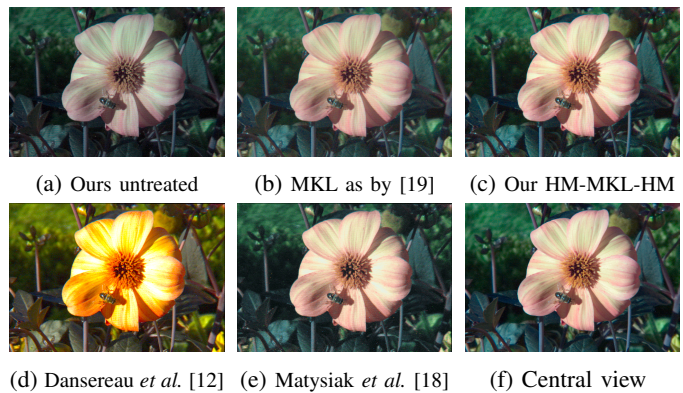 (a) Ours untreated (b) MKL as by [19] (c) Our HM-MKL-HM
(d) Dansereau et al. [12] (e) Matysiak et al. [18] (f) Central view